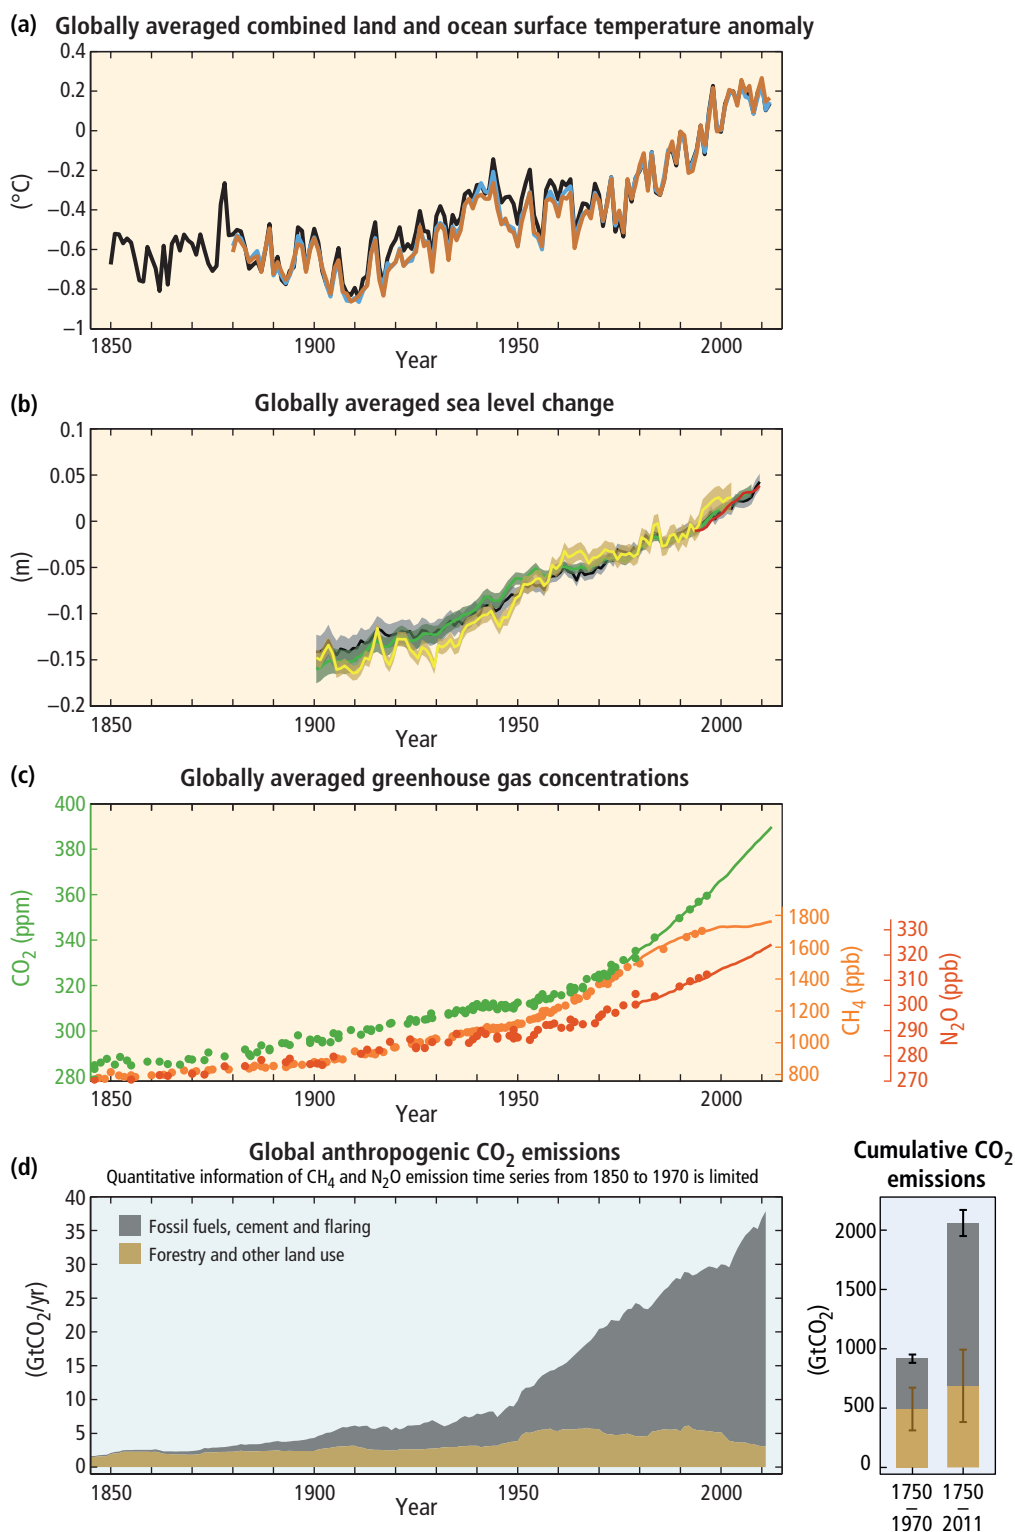 (a) Globally averaged combined land and ocean surface temperature anomaly
0.4
0.2
0
−0.2
−0.4
−0.6
−0.8
−1
(°C)
1850 1900 1950 2000
Year
(b) Globally averaged sea level change
0.1
0.05
0
−0.05
−0.1
−0.15
−0.2
(m)
1850 1900 1950 2000
Year
(c) Globally averaged greenhouse gas concentrations
400
380
360
340
320
300
280
CO₂ (ppm)
1800
1600
1400
1200
1000
800
CH₄ (ppb)
330
320
310
300
290
280
270
N₂O (ppb)
1850 1900 1950 2000
Year
(d) Global anthropogenic CO₂ emissions
Quantitative information of CH₄ and N₂O emission time series from 1850 to 1970 is limited
40
35
30
25
20
15
10
5
0
(GtCO₂/yr)
Fossil fuels, cement and flaring
Forestry and other land use
1850 1900 1950 2000
Year
Cumulative CO₂
emissions
2000
1500
1000
500
0
(GtCO₂)
1750 1750
– –
1970 2011